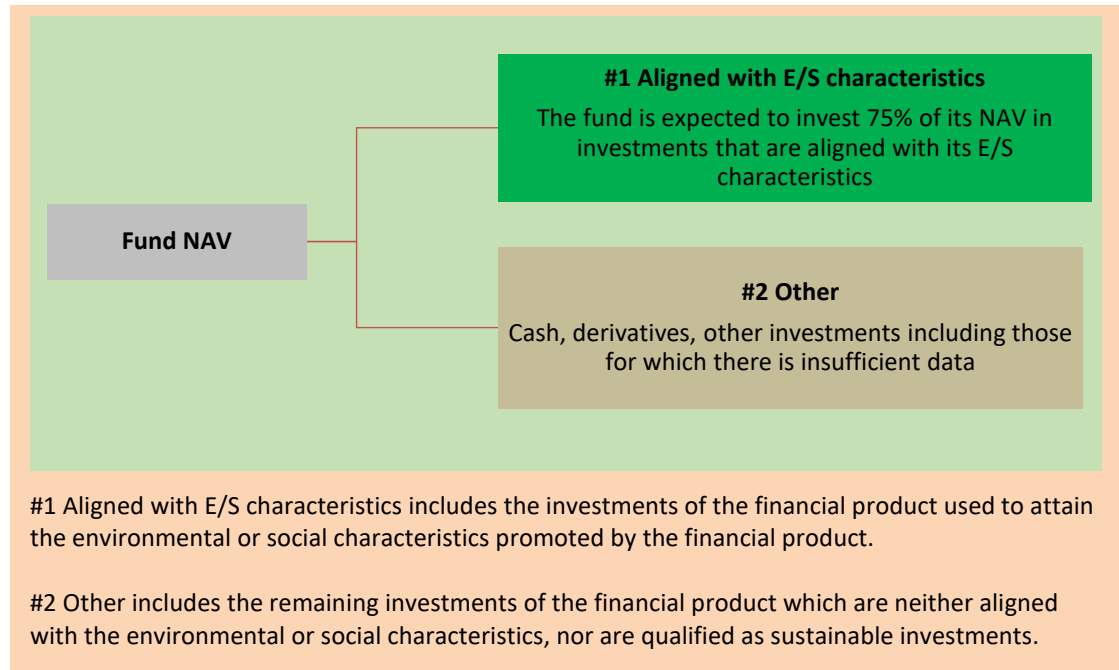 #1 Aligned with E/S characteristics
The fund is expected to invest 75% of its NAV in
investments that are aligned with its E/S
characteristics
Fund NAV
#2 Other
Cash, derivatives, other investments including those
for which there is insufficient data
#1 Aligned with E/S characteristics includes the investments of the financial product used to attain
the environmental or social characteristics promoted by the financial product.
#2 Other includes the remaining investments of the financial product which are neither aligned
with the environmental or social characteristics, nor are qualified as sustainable investments.